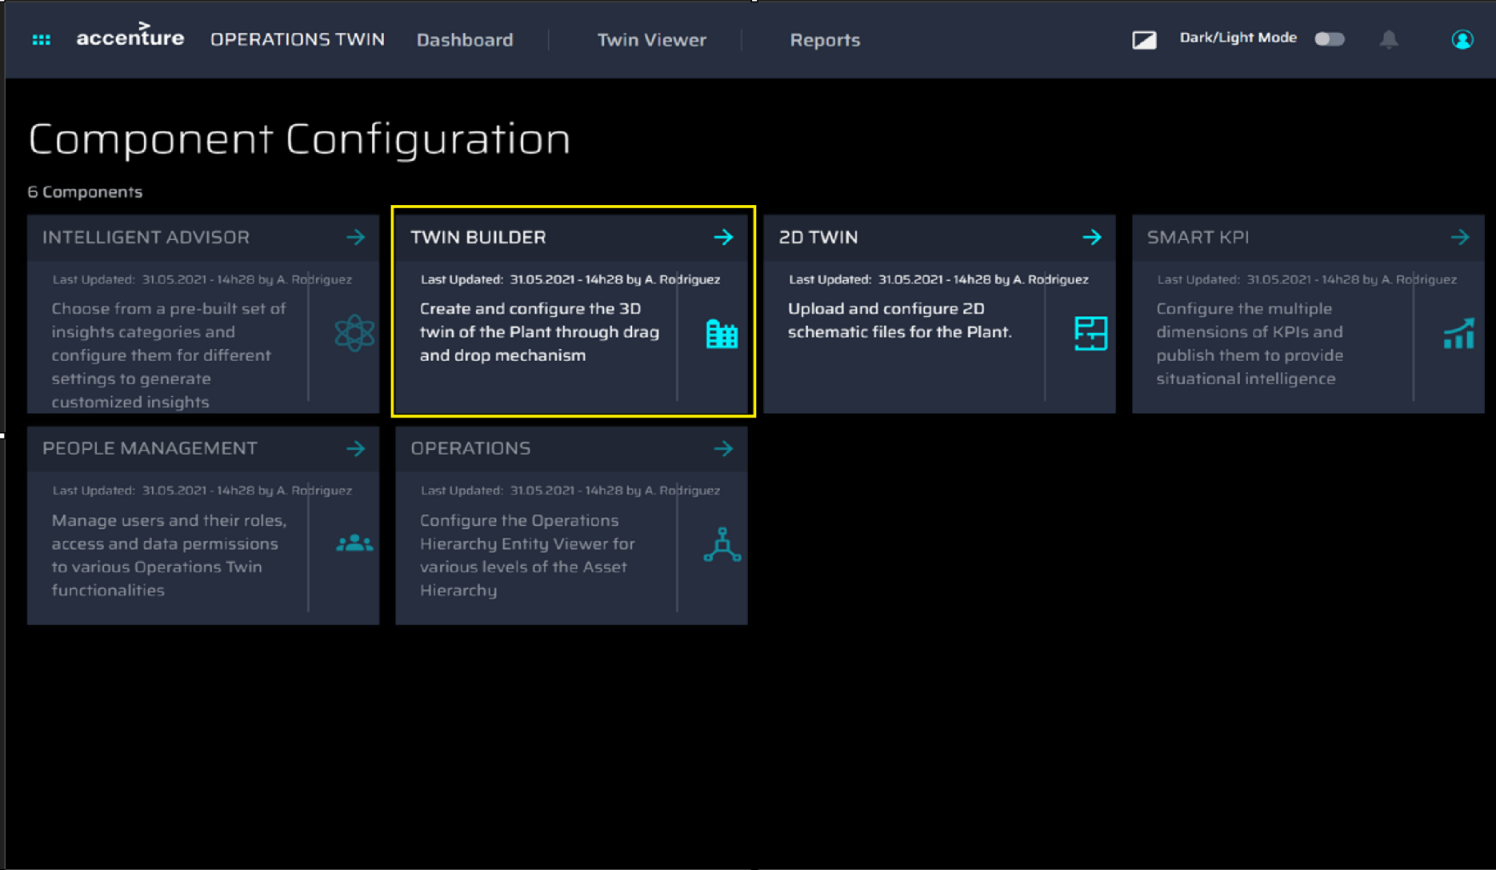 accenture OPERATIONS TWIN Dashboard Twin Viewer Reports Dark/Light Mode
Component Configuration
6 Components
INTELLIGENT ADVISOR
Last Updated: 31.05.2021 - 14h28 by A. Rodriguez
Choose from a pre-built set of
insights categories and
configure them for different
settings to generate
customized insights
TWIN BUILDER
Last Updated: 31.05.2021 - 14h28 by A. Rodriguez
Create and configure the 3D
twin of the Plant through drag
and drop mechanism
2D TWIN
Last Updated: 31.05.2021 - 14h28 by A. Rodriguez
Upload and configure 2D
schematic files for the Plant.
SMART KPI
Last Updated: 31.05.2021 - 14h28 by A. Rodriguez
Configure the multiple
dimensions of KPIs and
publish them to provide
situational intelligence
PEOPLE MANAGEMENT
Last Updated: 31.05.2021 - 14h28 by A. Rodriguez
Manage users and their roles,
access and data permissions
to various Operations Twin
functionalities
OPERATIONS
Last Updated: 31.05.2021 - 14h28 by A. Rodriguez
Configure the Operations
Hierarchy Entity Viewer for
various levels of the Asset
Hierarchy